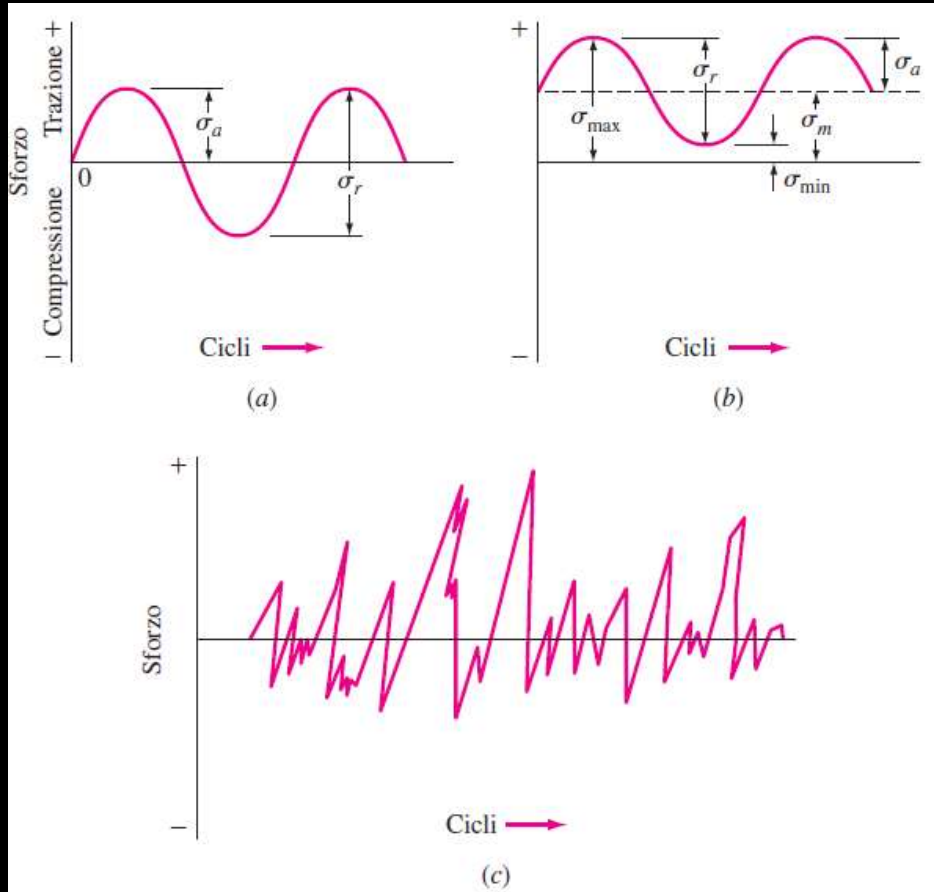 Sforzo
Compressione − Trazione +
+
−
0
σa
σr
Cicli
(a)
+
−
σmax
σr
σm
σa
σmin
Cicli
(b)
+
−
Sforzo
Cicli
(c)